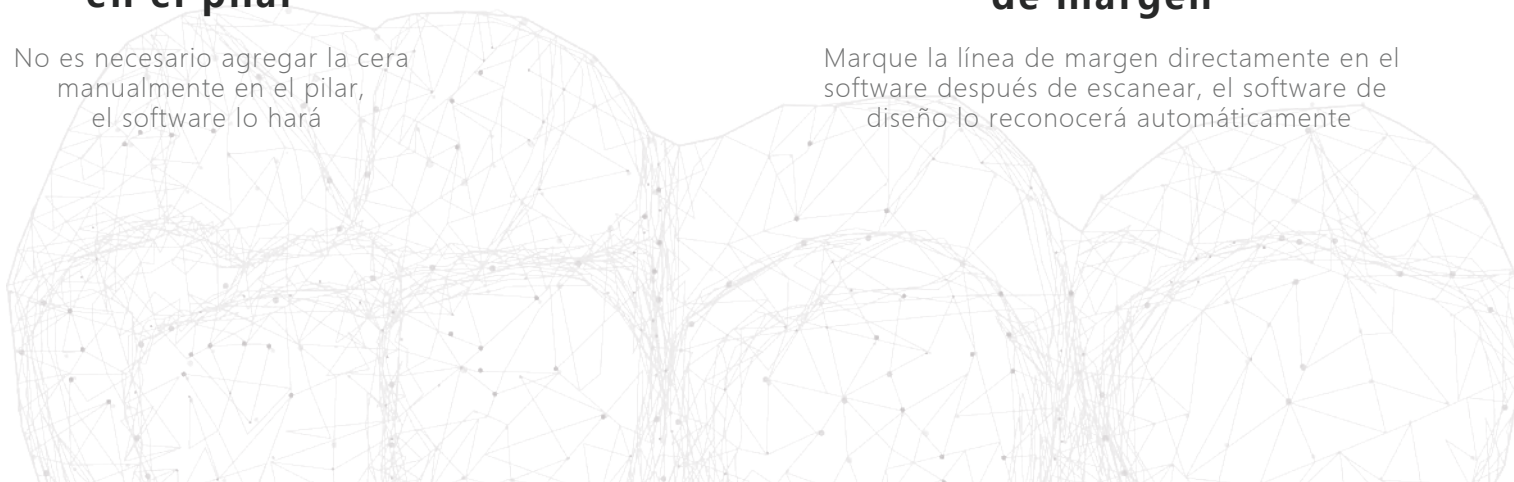 en el pilar
No es necesario agregar la cera
manualmente en el pilar,
el software lo hará
de margen
Marque la línea de margen directamente en el
software después de escanear, el software de
diseño lo reconocerá automáticamente